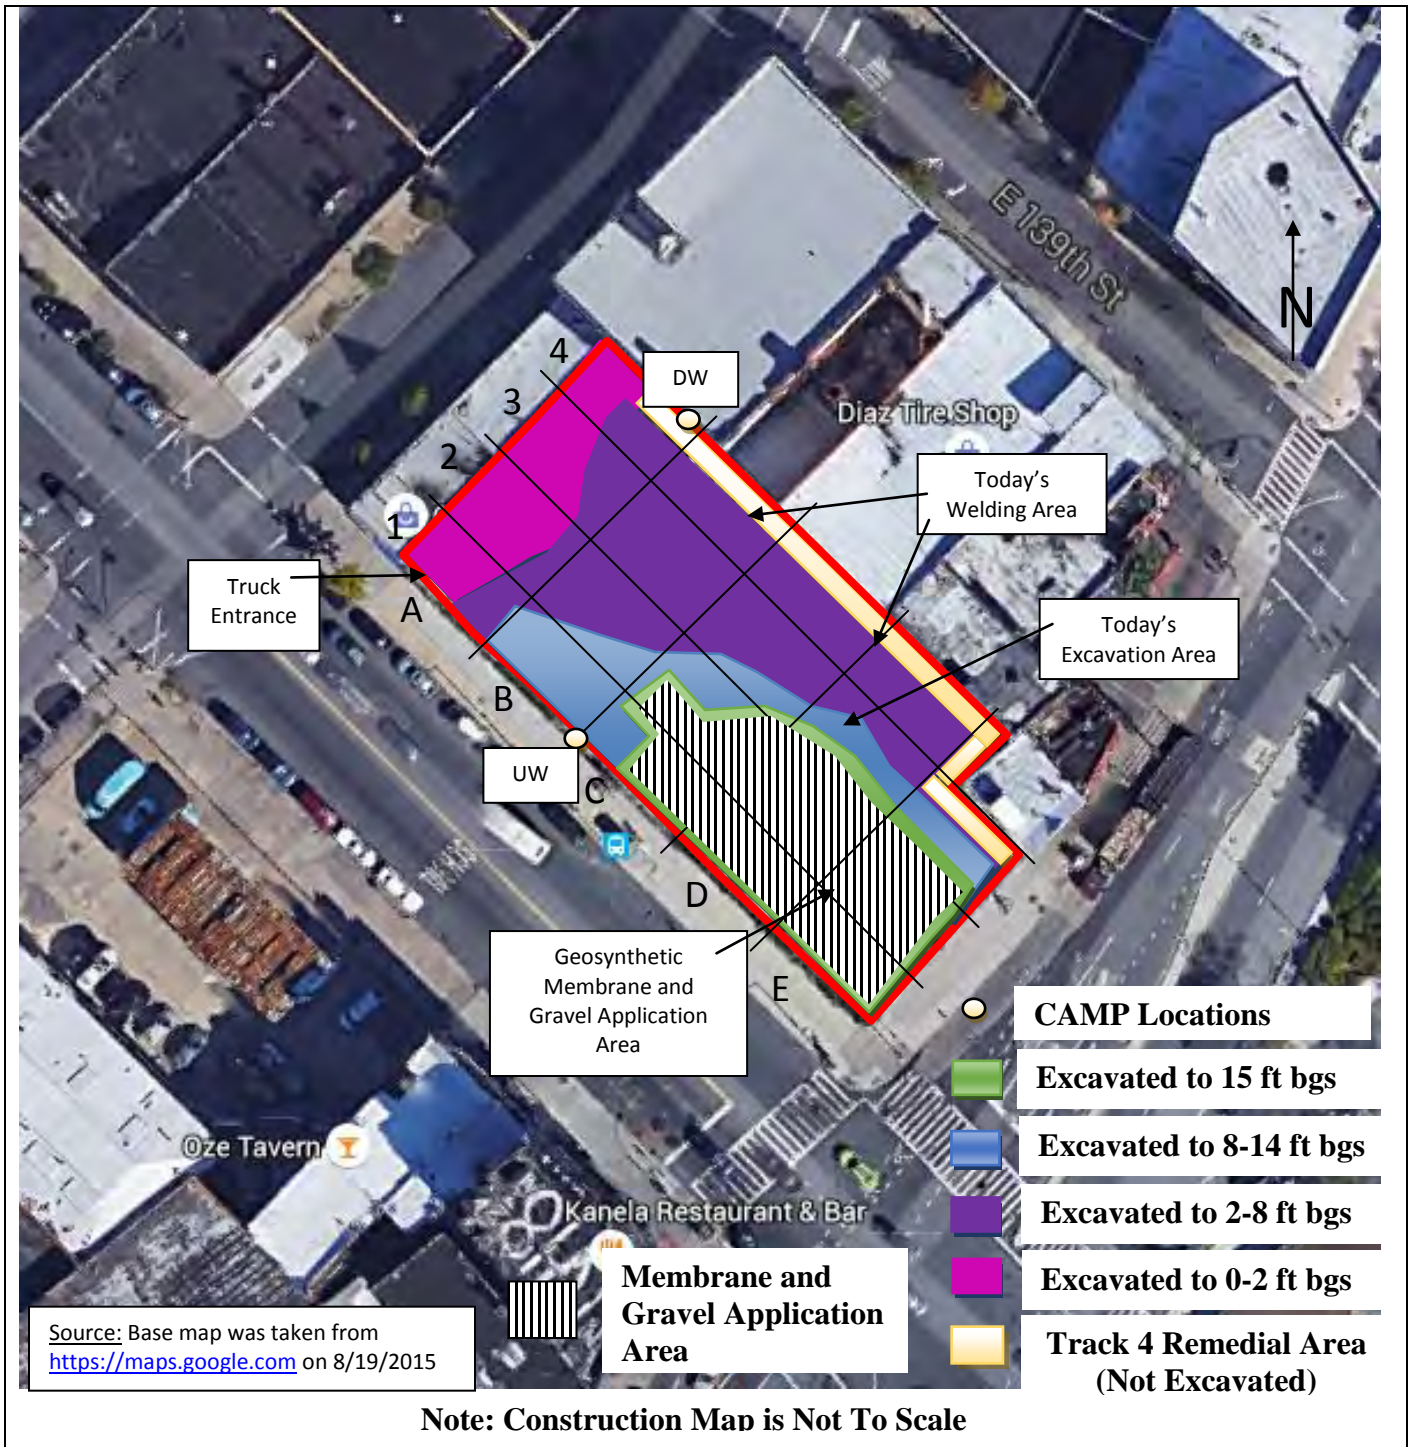 E 139th St
N
4
DW
3
Diaz Tire Shop
2
Today's
Welding Area
1
Truck
Entrance
A
Today's
Excavation Area
B
UW
C
D
Geosynthetic
Membrane and
Gravel Application
Area
E
CAMP Locations
Excavated to 15 ft bgs
Excavated to 8-14 ft bgs
Oze Tavern
Kanela Restaurant & Bar
Excavated to 2-8 ft bgs
Excavated to 0-2 ft bgs
Membrane and
Gravel Application
Area
Track 4 Remedial Area
(Not Excavated)
Source: Base map was taken from
https://maps.google.com on 8/19/2015
Note: Construction Map is Not To Scale